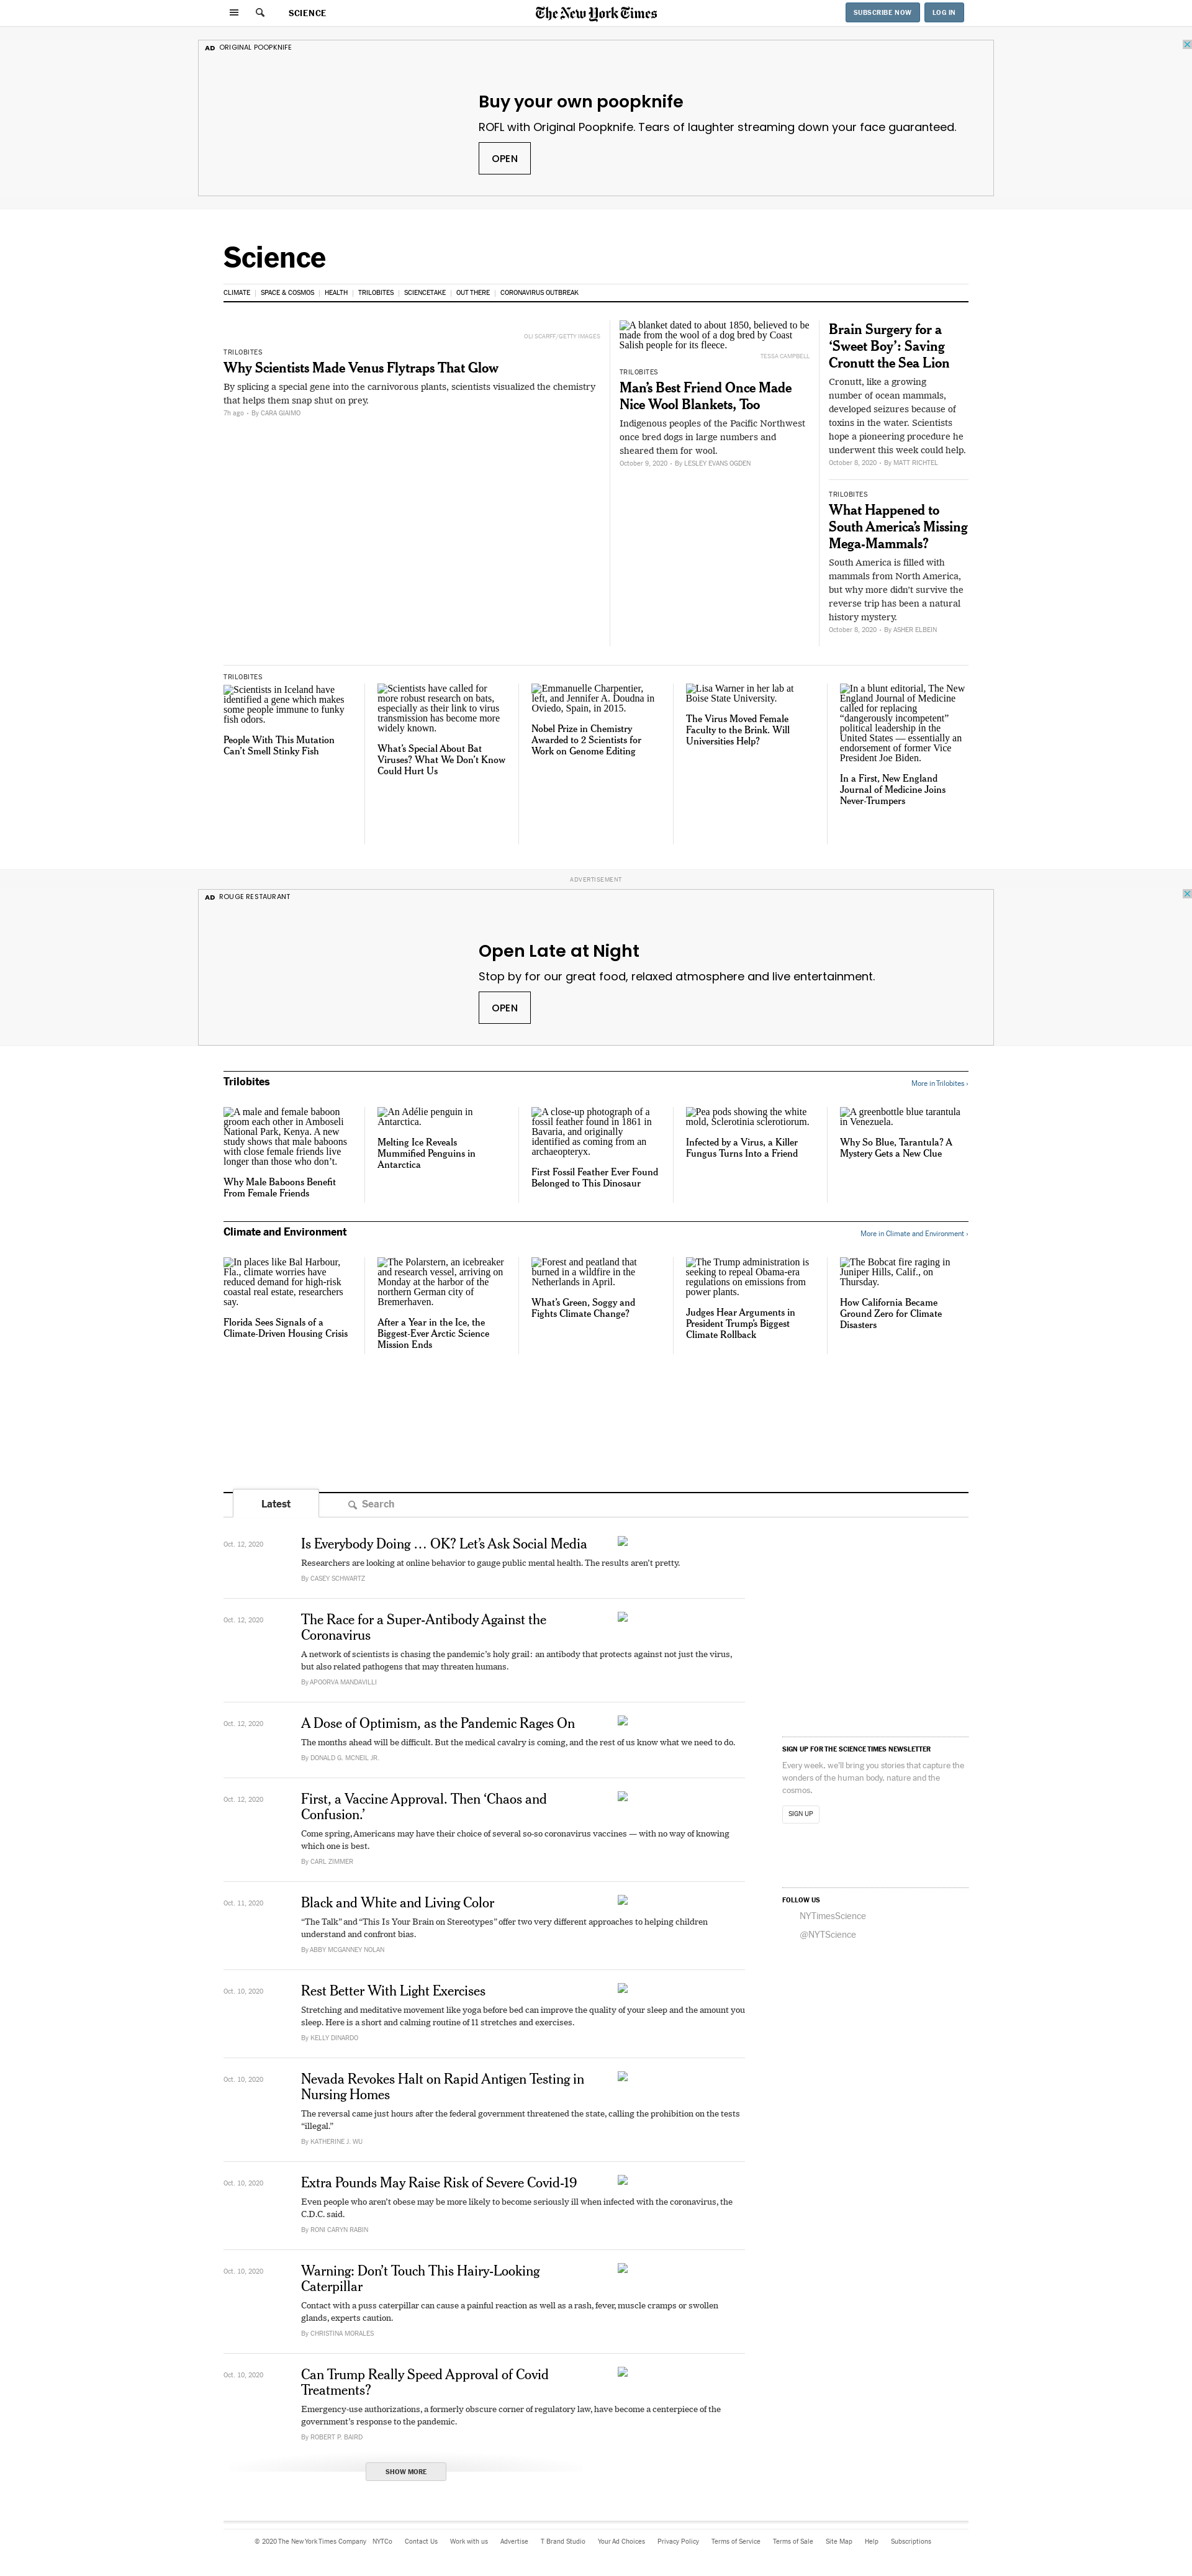 SCIENCE
The New York Times
SUBSCRIBE NOW
LOG IN
AD ORIGINAL POOPKNIFE
Buy your own poopknife
ROFL with Original Poopknife. Tears of laughter streaming down your face guaranteed.
OPEN
Science
CLIMATE | SPACE & COSMOS | HEALTH | TRILOBITES | SCIENCETAKE | OUT THERE | CORONAVIRUS OUTBREAK
OLI SCARFF/GETTY IMAGES
TRILOBITES
Why Scientists Made Venus Flytraps That Glow
By splicing a special gene into the carnivorous plants, scientists visualized the chemistry
that helps them snap shut on prey.
7h ago • By CARA GIAIMO
A blanket dated to about 1850, believed to be
made from the wool of a dog bred by Coast
Salish people for its fleece.
TESSA CAMPBELL
TRILOBITES
Man’s Best Friend Once Made
Nice Wool Blankets, Too
Indigenous peoples of the Pacific Northwest
once bred dogs in large numbers and
sheared them for wool.
October 9, 2020 • By LESLEY EVANS OGDEN
Brain Surgery for a
‘Sweet Boy’: Saving
Cronutt the Sea Lion
Cronutt, like a growing
number of ocean mammals,
developed seizures because of
toxins in the water. Scientists
hope a pioneering procedure he
underwent this week could help.
October 8, 2020 • By MATT RICHTEL
TRILOBITES
What Happened to
South America’s Missing
Mega-Mammals?
South America is filled with
mammals from North America,
but why more didn’t survive the
reverse trip has been a natural
history mystery.
October 8, 2020 • By ASHER ELBEIN
TRILOBITES
Scientists in Iceland have
identified a gene which makes
some people immune to funky
fish odors.
People With This Mutation
Can’t Smell Stinky Fish
Scientists have called for
more robust research on bats,
especially as their link to virus
transmission has become more
widely known.
What’s Special About Bat
Viruses? What We Don’t Know
Could Hurt Us
Emmanuelle Charpentier,
left, and Jennifer A. Doudna in
Oviedo, Spain, in 2015.
Nobel Prize in Chemistry
Awarded to 2 Scientists for
Work on Genome Editing
Lisa Warner in her lab at
Boise State University.
The Virus Moved Female
Faculty to the Brink. Will
Universities Help?
In a blunt editorial, The New
England Journal of Medicine
called for replacing
“dangerously incompetent”
political leadership in the
United States — essentially an
endorsement of former Vice
President Joe Biden.
In a First, New England
Journal of Medicine Joins
Never-Trumpers
ADVERTISEMENT
AD ROUGE RESTAURANT
Open Late at Night
Stop by for our great food, relaxed atmosphere and live entertainment.
OPEN
Trilobites
More in Trilobites ›
A male and female baboon
groom each other in Amboseli
National Park, Kenya. A new
study shows that male baboons
with close female friends live
longer than those who don’t.
Why Male Baboons Benefit
From Female Friends
An Adélie penguin in
Antarctica.
Melting Ice Reveals
Mummified Penguins in
Antarctica
A close-up photograph of a
fossil feather found in 1861 in
Bavaria, and originally
identified as coming from an
archaeopteryx.
First Fossil Feather Ever Found
Belonged to This Dinosaur
Pea pods showing the white
mold, Sclerotinia sclerotiorum.
Infected by a Virus, a Killer
Fungus Turns Into a Friend
A greenbottle blue tarantula
in Venezuela.
Why So Blue, Tarantula? A
Mystery Gets a New Clue
Climate and Environment
More in Climate and Environment ›
In places like Bal Harbour,
Fla., climate worries have
reduced demand for high-risk
coastal real estate, researchers
say.
Florida Sees Signals of a
Climate-Driven Housing Crisis
The Polarstern, an icebreaker
and research vessel, arriving on
Monday at the harbor of the
northern German city of
Bremerhaven.
After a Year in the Ice, the
Biggest-Ever Arctic Science
Mission Ends
Forest and peatland that
burned in a wildfire in the
Netherlands in April.
What’s Green, Soggy and
Fights Climate Change?
The Trump administration is
seeking to repeal Obama-era
regulations on emissions from
power plants.
Judges Hear Arguments in
President Trump’s Biggest
Climate Rollback
The Bobcat fire raging in
Juniper Hills, Calif., on
Thursday.
How California Became
Ground Zero for Climate
Disasters
Latest
Search
Oct. 12, 2020
Is Everybody Doing … OK? Let’s Ask Social Media
Researchers are looking at online behavior to gauge public mental health. The results aren’t pretty.
By CASEY SCHWARTZ
Oct. 12, 2020
The Race for a Super-Antibody Against the
Coronavirus
A network of scientists is chasing the pandemic’s holy grail: an antibody that protects against not just the virus,
but also related pathogens that may threaten humans.
By APOORVA MANDAVILLI
Oct. 12, 2020
A Dose of Optimism, as the Pandemic Rages On
The months ahead will be difficult. But the medical cavalry is coming, and the rest of us know what we need to do.
By DONALD G. MCNEIL JR.
Oct. 12, 2020
First, a Vaccine Approval. Then ‘Chaos and
Confusion.’
Come spring, Americans may have their choice of several so-so coronavirus vaccines — with no way of knowing
which one is best.
By CARL ZIMMER
Oct. 11, 2020
Black and White and Living Color
“The Talk” and “This Is Your Brain on Stereotypes” offer two very different approaches to helping children
understand and confront bias.
By ABBY MCGANNEY NOLAN
Oct. 10, 2020
Rest Better With Light Exercises
Stretching and meditative movement like yoga before bed can improve the quality of your sleep and the amount you
sleep. Here is a short and calming routine of 11 stretches and exercises.
By KELLY DINARDO
Oct. 10, 2020
Nevada Revokes Halt on Rapid Antigen Testing in
Nursing Homes
The reversal came just hours after the federal government threatened the state, calling the prohibition on the tests
“illegal.”
By KATHERINE J. WU
Oct. 10, 2020
Extra Pounds May Raise Risk of Severe Covid-19
Even people who aren’t obese may be more likely to become seriously ill when infected with the coronavirus, the
C.D.C. said.
By RONI CARYN RABIN
Oct. 10, 2020
Warning: Don’t Touch This Hairy-Looking
Caterpillar
Contact with a puss caterpillar can cause a painful reaction as well as a rash, fever, muscle cramps or swollen
glands, experts caution.
By CHRISTINA MORALES
Oct. 10, 2020
Can Trump Really Speed Approval of Covid
Treatments?
Emergency-use authorizations, a formerly obscure corner of regulatory law, have become a centerpiece of the
government’s response to the pandemic.
By ROBERT P. BAIRD
SHOW MORE
SIGN UP FOR THE SCIENCE TIMES NEWSLETTER
Every week, we’ll bring you stories that capture the
wonders of the human body, nature and the
cosmos.
SIGN UP
FOLLOW US
NYTimesScience
@NYTScience
© 2020 The New York Times Company NYTCo Contact Us Work with us Advertise T Brand Studio Your Ad Choices Privacy Policy Terms of Service Terms of Sale Site Map Help Subscriptions